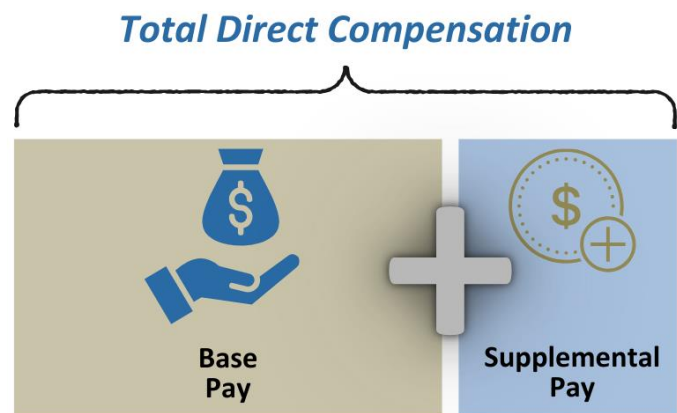 Total Direct Compensation
$
$
Base
Pay
Supplemental
Pay